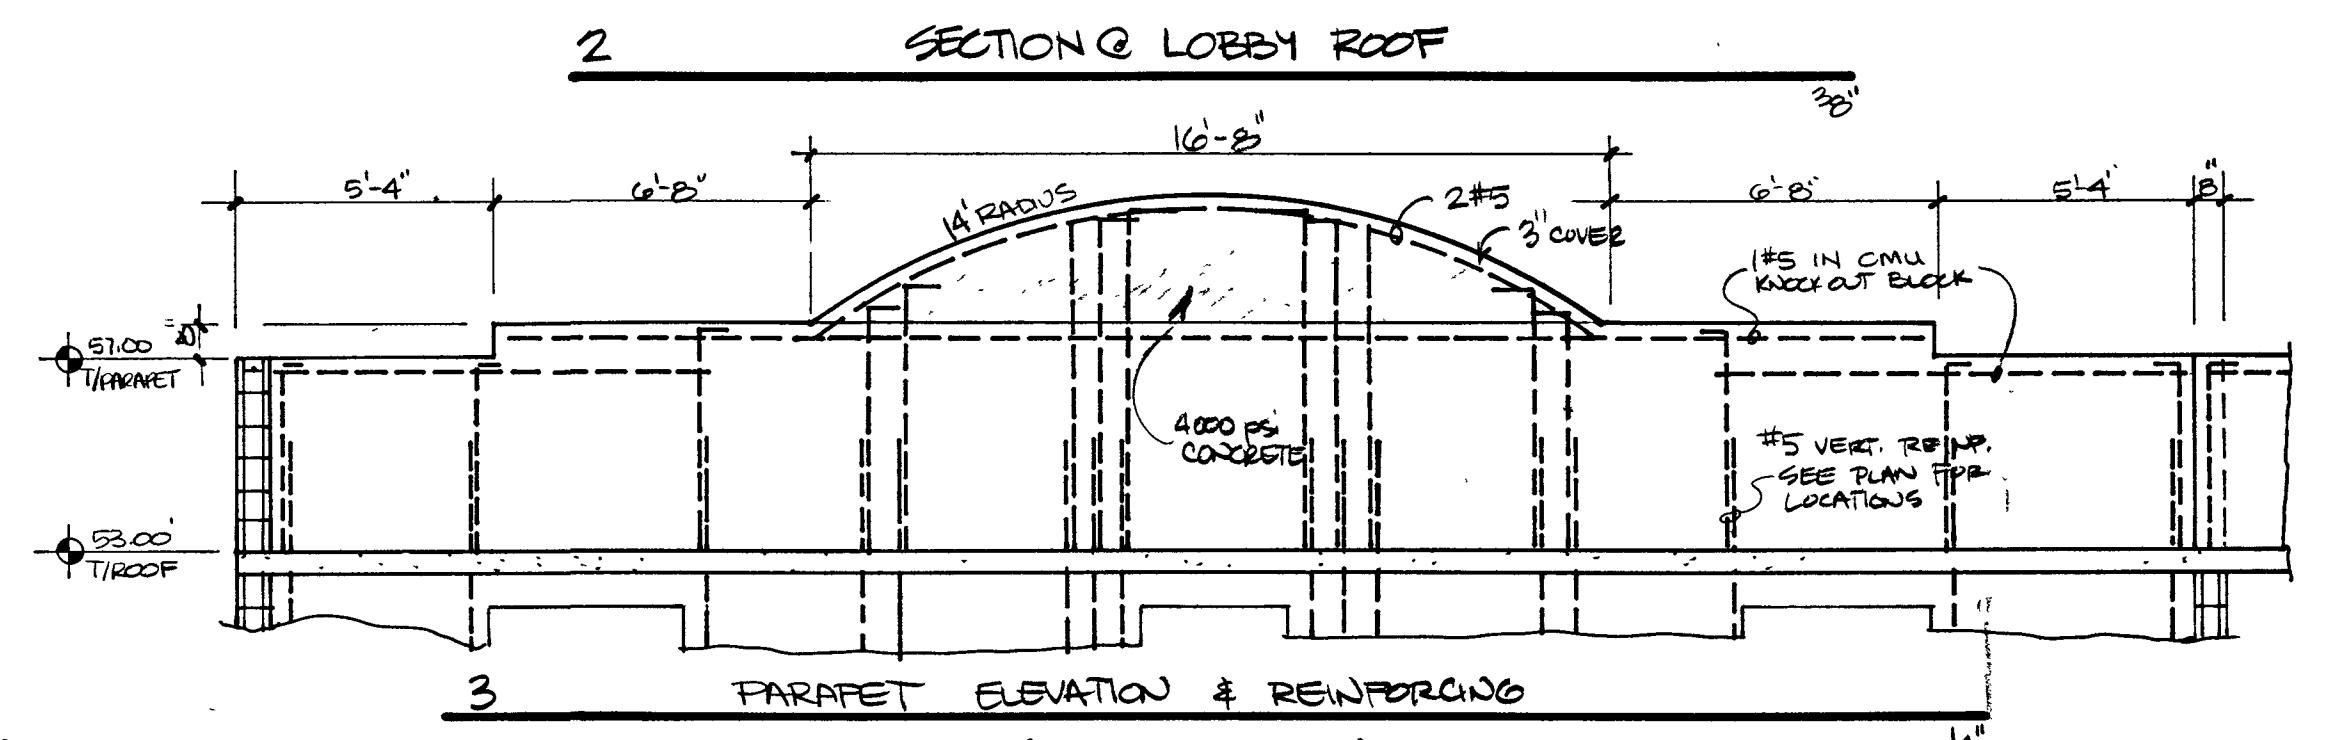 2 SECTION @ LOBBY ROOF
3/8"
16'-8"
5'-4" 6'-8" 6'-8" 5'-4" 8"
14' RADIUS
2 #5
3" COVER
1 #5 IN CMU
KNOCKOUT BLOCK
57.00
T/PARAPET
4000 psi
CONCRETE
#5 VERT. REINF.
SEE PLAN FOR
LOCATIONS
53.00'
T/ROOF
3 PARAPET ELEVATION & REINFORCING